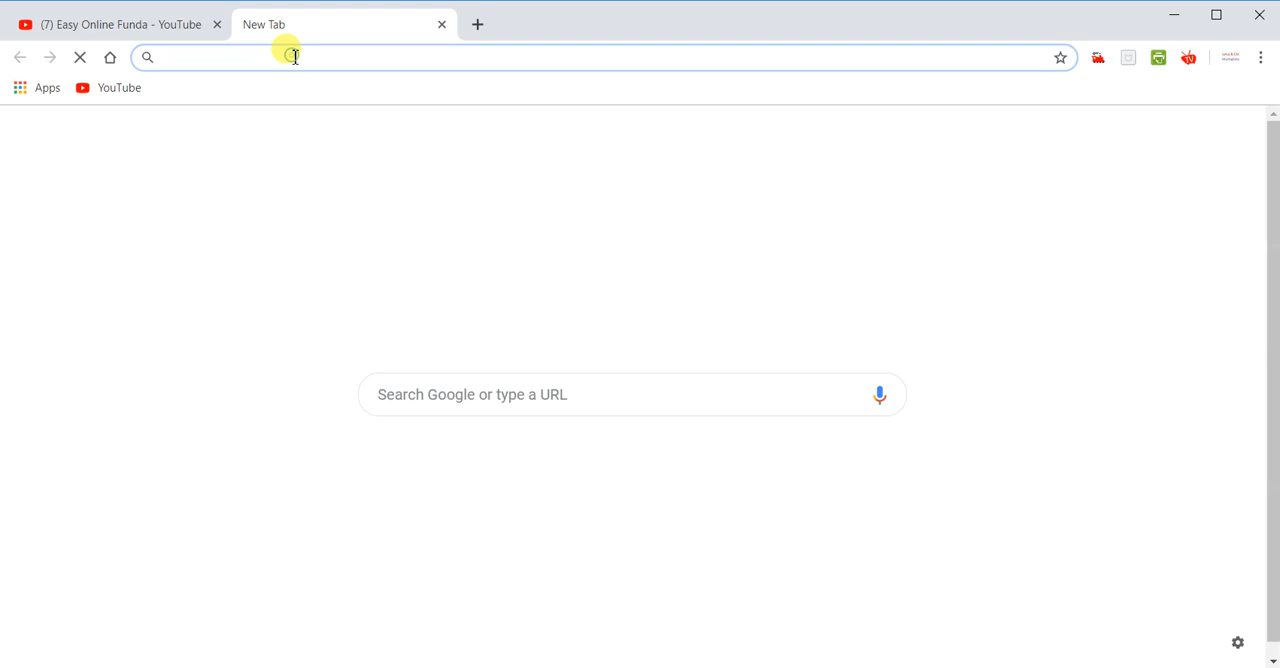 (7) Easy Online Funda - YouTube
New Tab
Apps
YouTube
Search Google or type a URL